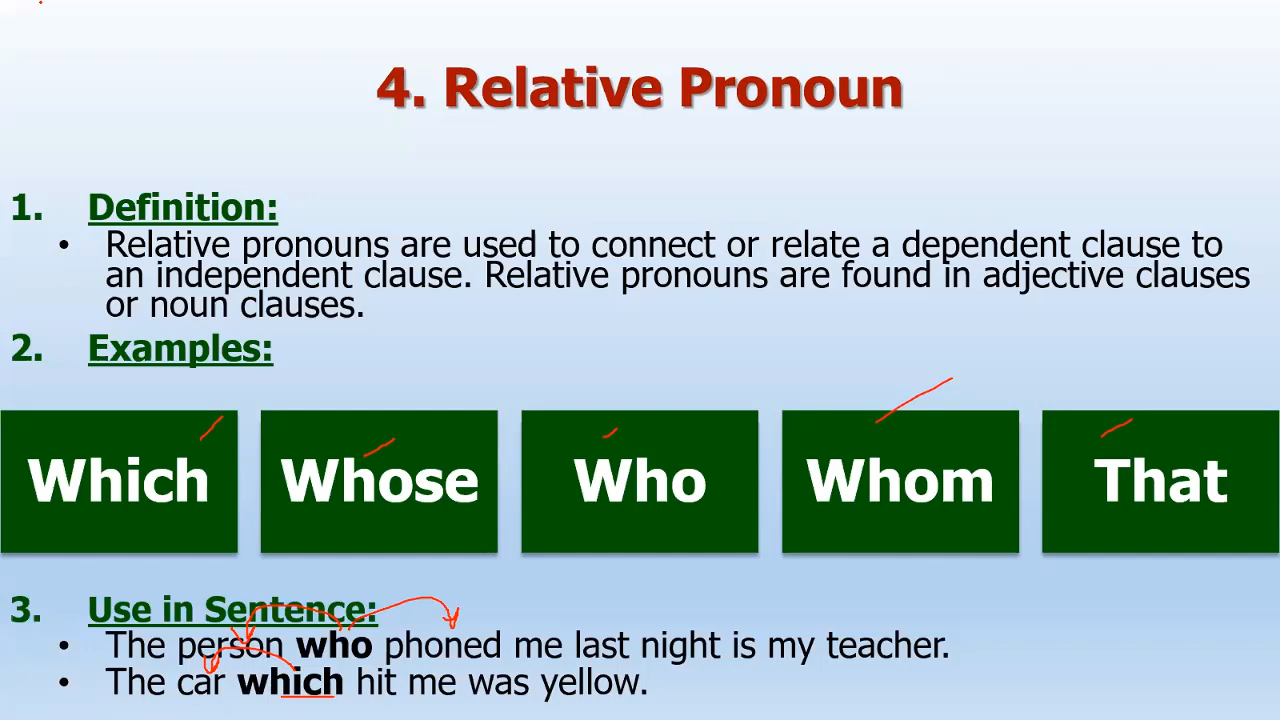 4. Relative Pronoun
1. Definition:
• Relative pronouns are used to connect or relate a dependent clause to
an independent clause. Relative pronouns are found in adjective clauses
or noun clauses.
2. Examples:
Which Whose Who Whom That
3. Use in Sentence:
• The person who phoned me last night is my teacher.
• The car which hit me was yellow.